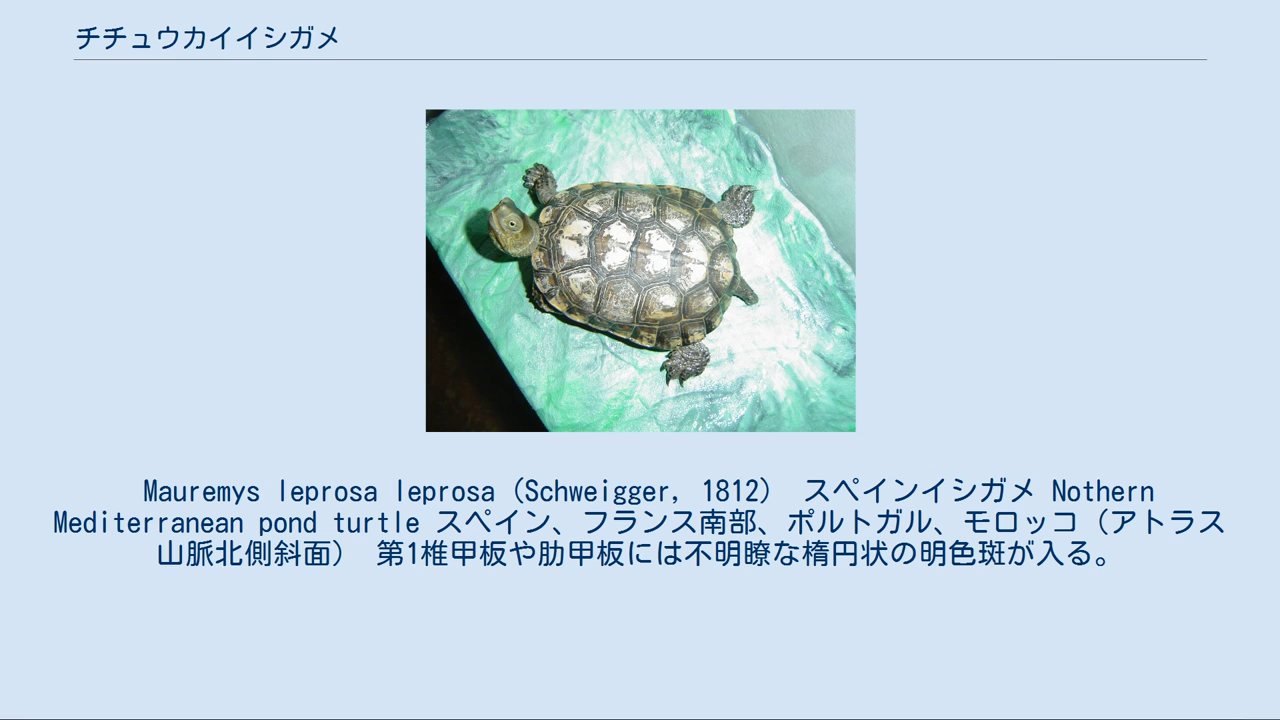 チチュウカイイシガメ
Mauremys leprosa leprosa (Schweigger, 1812)　スペインイシガメ Nothern
Mediterranean pond turtle スペイン、フランス南部、ポルトガル、モロッコ（アトラス
山脈北側斜面）　第1椎甲板や肋甲板には不明瞭な楕円状の明色斑が入る。